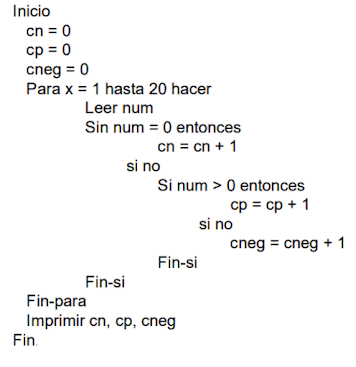 Inicio
cn = 0
cp = 0
cneg = 0
Para x = 1 hasta 20 hacer
Leer num
Sin num = 0 entonces
cn = cn + 1
si no
Si num > 0 entonces
cp = cp + 1
si no
cneg = cneg + 1
Fin-si
Fin-si
Fin-para
Imprimir cn, cp, cneg
Fin.